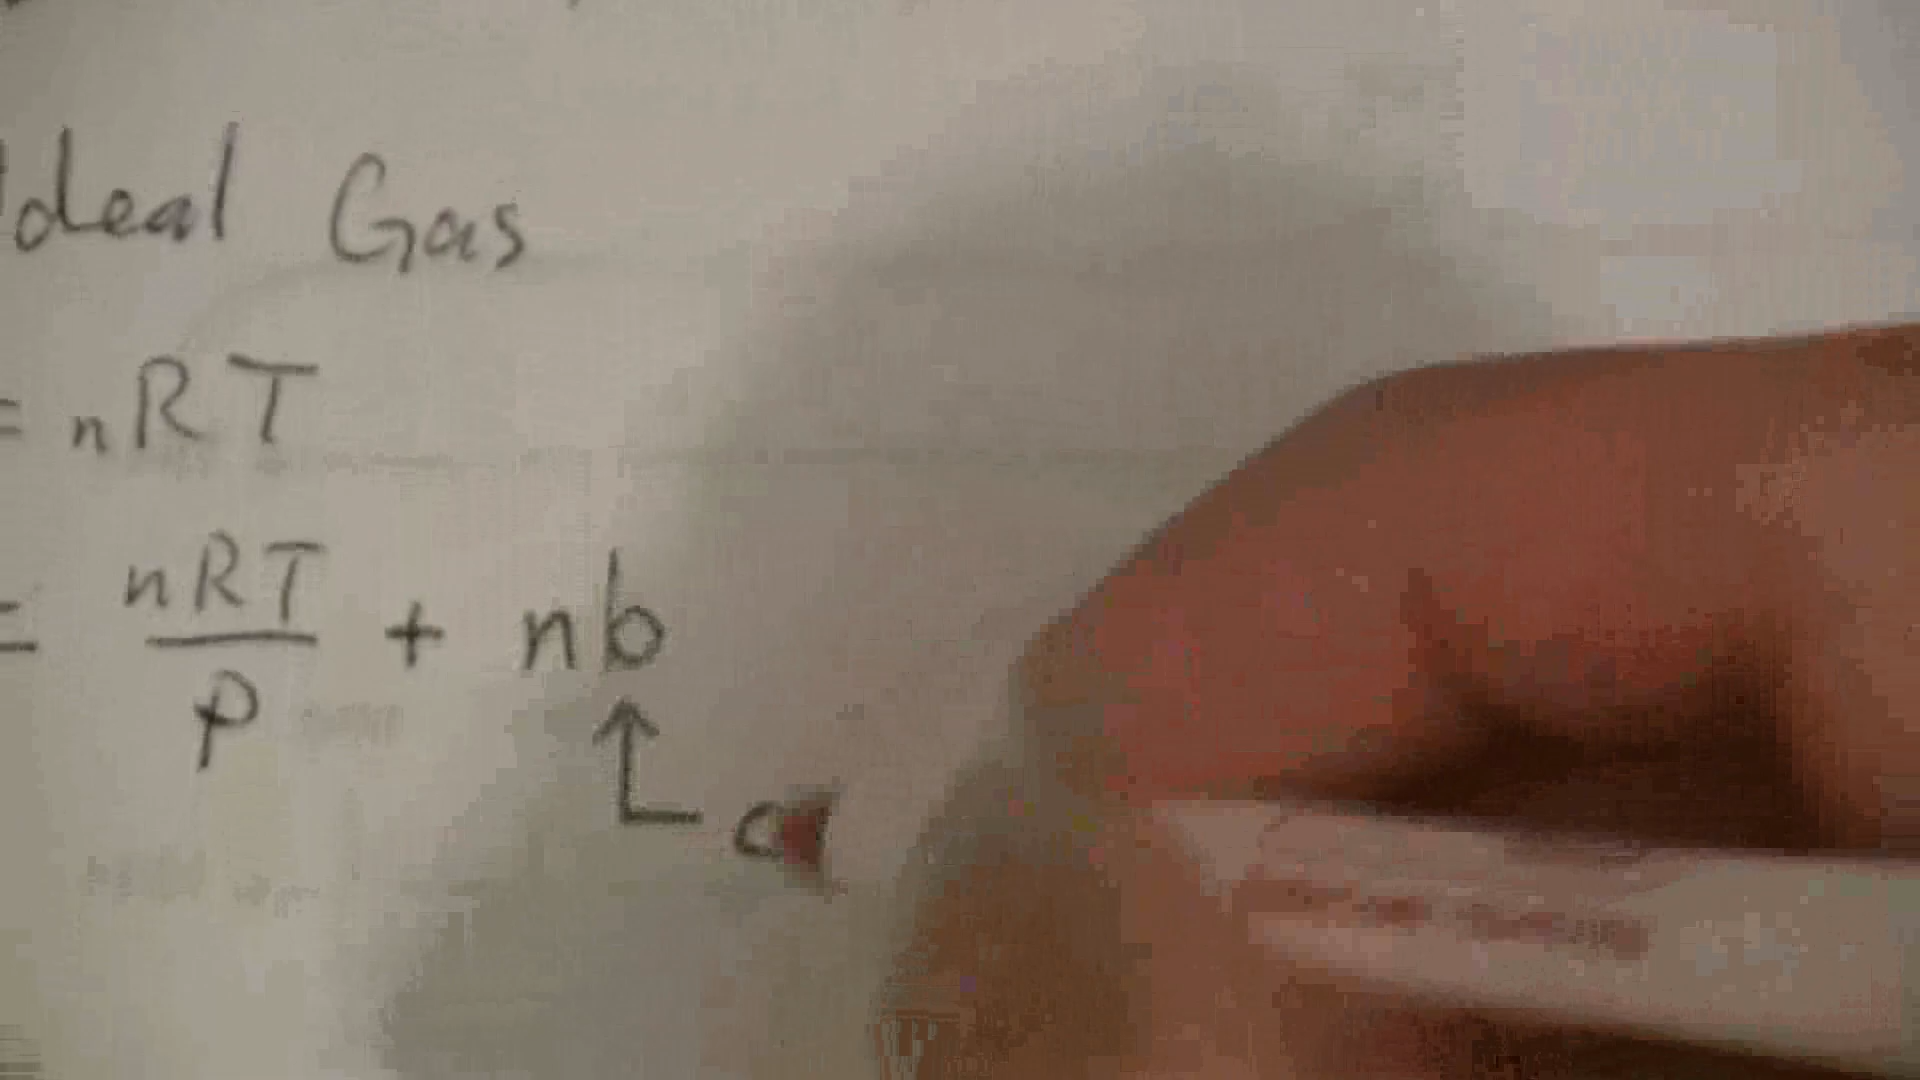 Ideal Gas
= nRT
= nRT/P + nb
↑
c